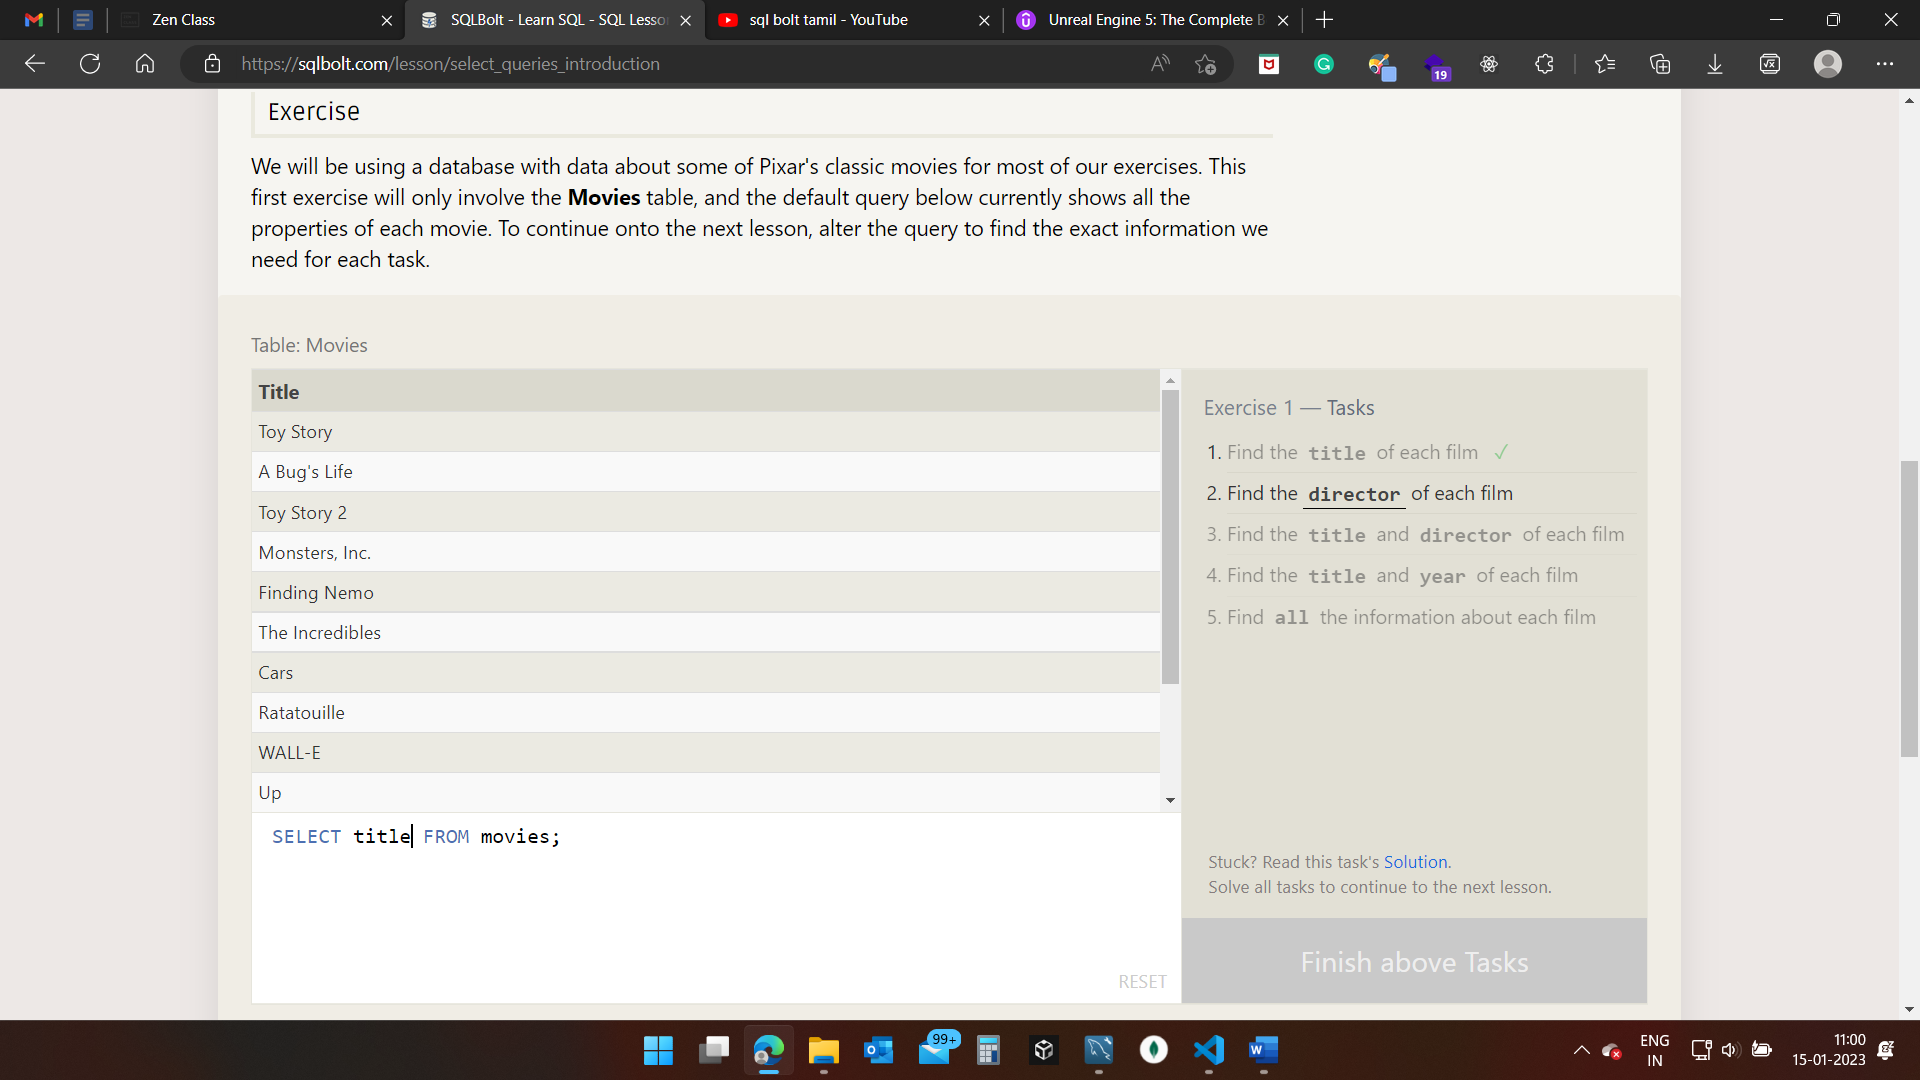 Zen Class
SQLBolt - Learn SQL - SQL Lesso
sql bolt tamil - YouTube
Unreal Engine 5: The Complete B
https://sqlbolt.com/lesson/select_queries_introduction
19
Exercise
We will be using a database with data about some of Pixar's classic movies for most of our exercises. This
first exercise will only involve the Movies table, and the default query below currently shows all the
properties of each movie. To continue onto the next lesson, alter the query to find the exact information we
need for each task.
Table: Movies
Title
Toy Story
A Bug's Life
Toy Story 2
Monsters, Inc.
Finding Nemo
The Incredibles
Cars
Ratatouille
WALL-E
Up
SELECT title FROM movies;
RESET
Exercise 1 — Tasks
1. Find the title of each film ✓
2. Find the director of each film
3. Find the title and director of each film
4. Find the title and year of each film
5. Find all the information about each film
Stuck? Read this task's Solution.
Solve all tasks to continue to the next lesson.
Finish above Tasks
99+
ENG
IN
11:00
15-01-2023